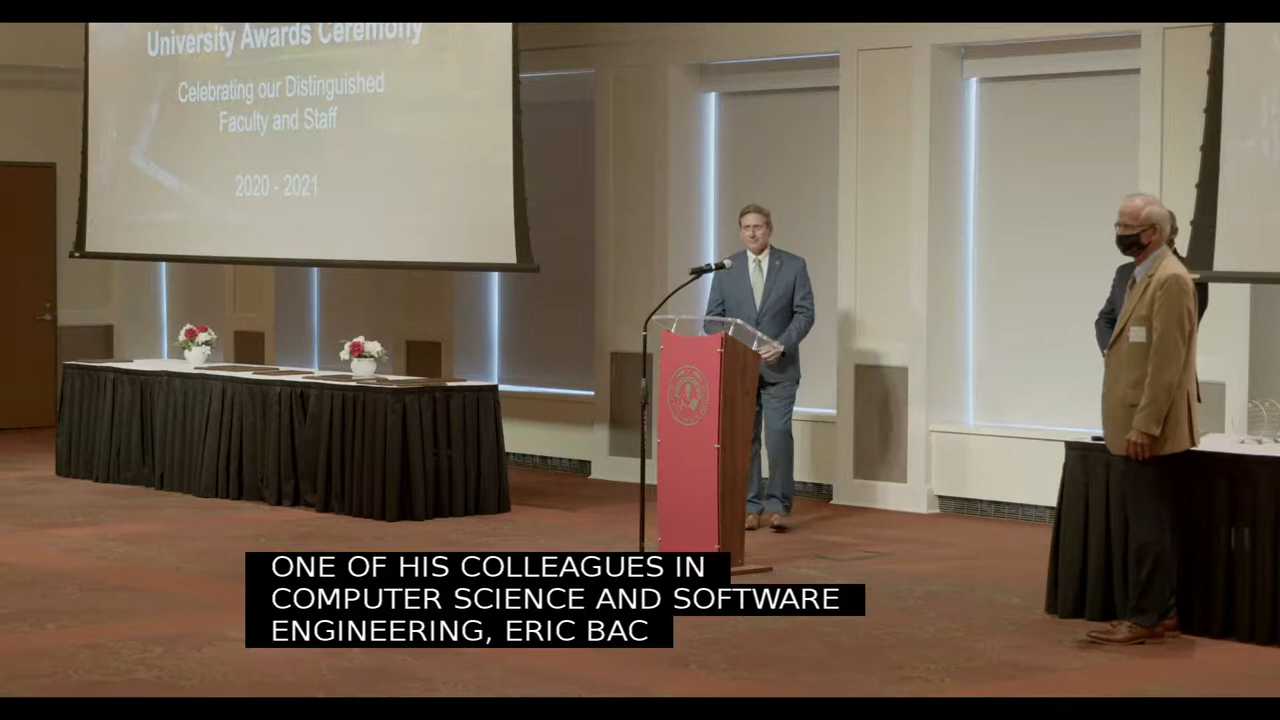 University Awards Ceremony
Celebrating our Distinguished
Faculty and Staff
2020 - 2021
ONE OF HIS COLLEAGUES IN
COMPUTER SCIENCE AND SOFTWARE
ENGINEERING, ERIC BAC